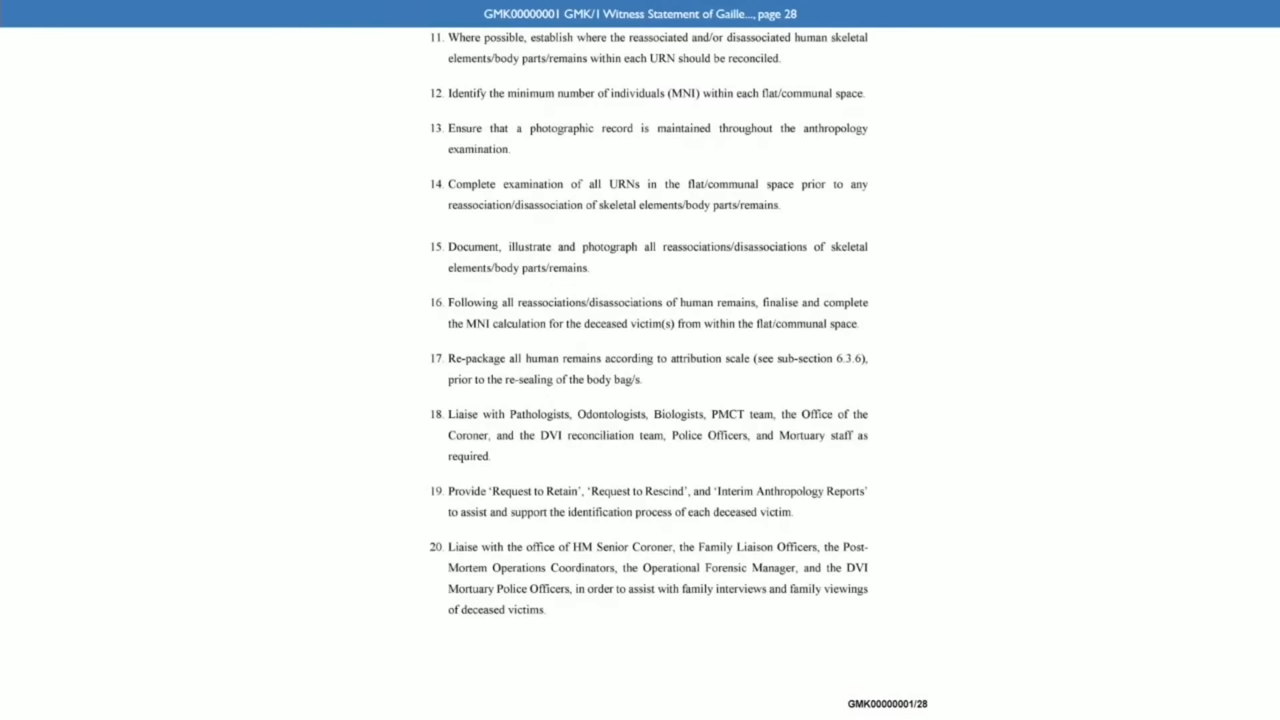 GMK00000001 GMK/1 Witness Statement of Gaille..., page 28
11. Where possible, establish where the reassociated and/or disassociated human skeletal
elements/body parts/remains within each URN should be reconciled.
12. Identify the minimum number of individuals (MNI) within each flat/communal space.
13. Ensure that a photographic record is maintained throughout the anthropology
examination.
14. Complete examination of all URNs in the flat/communal space prior to any
reassociation/disassociation of skeletal elements/body parts/remains.
15. Document, illustrate and photograph all reassociations/disassociations of skeletal
elements/body parts/remains.
16. Following all reassociations/disassociations of human remains, finalise and complete
the MNI calculation for the deceased victim(s) from within the flat/communal space.
17. Re-package all human remains according to attribution scale (see sub-section 6.3.6),
prior to the re-sealing of the body bag/s.
18. Liaise with Pathologists, Odontologists, Biologists, PMCT team, the Office of the
Coroner, and the DVI reconciliation team, Police Officers, and Mortuary staff as
required.
19. Provide ‘Request to Retain’, ‘Request to Rescind’, and ‘Interim Anthropology Reports’
to assist and support the identification process of each deceased victim.
20. Liaise with the office of HM Senior Coroner, the Family Liaison Officers, the Post-
Mortem Operations Coordinators, the Operational Forensic Manager, and the DVI
Mortuary Police Officers, in order to assist with family interviews and family viewings
of deceased victims.
GMK00000001/28